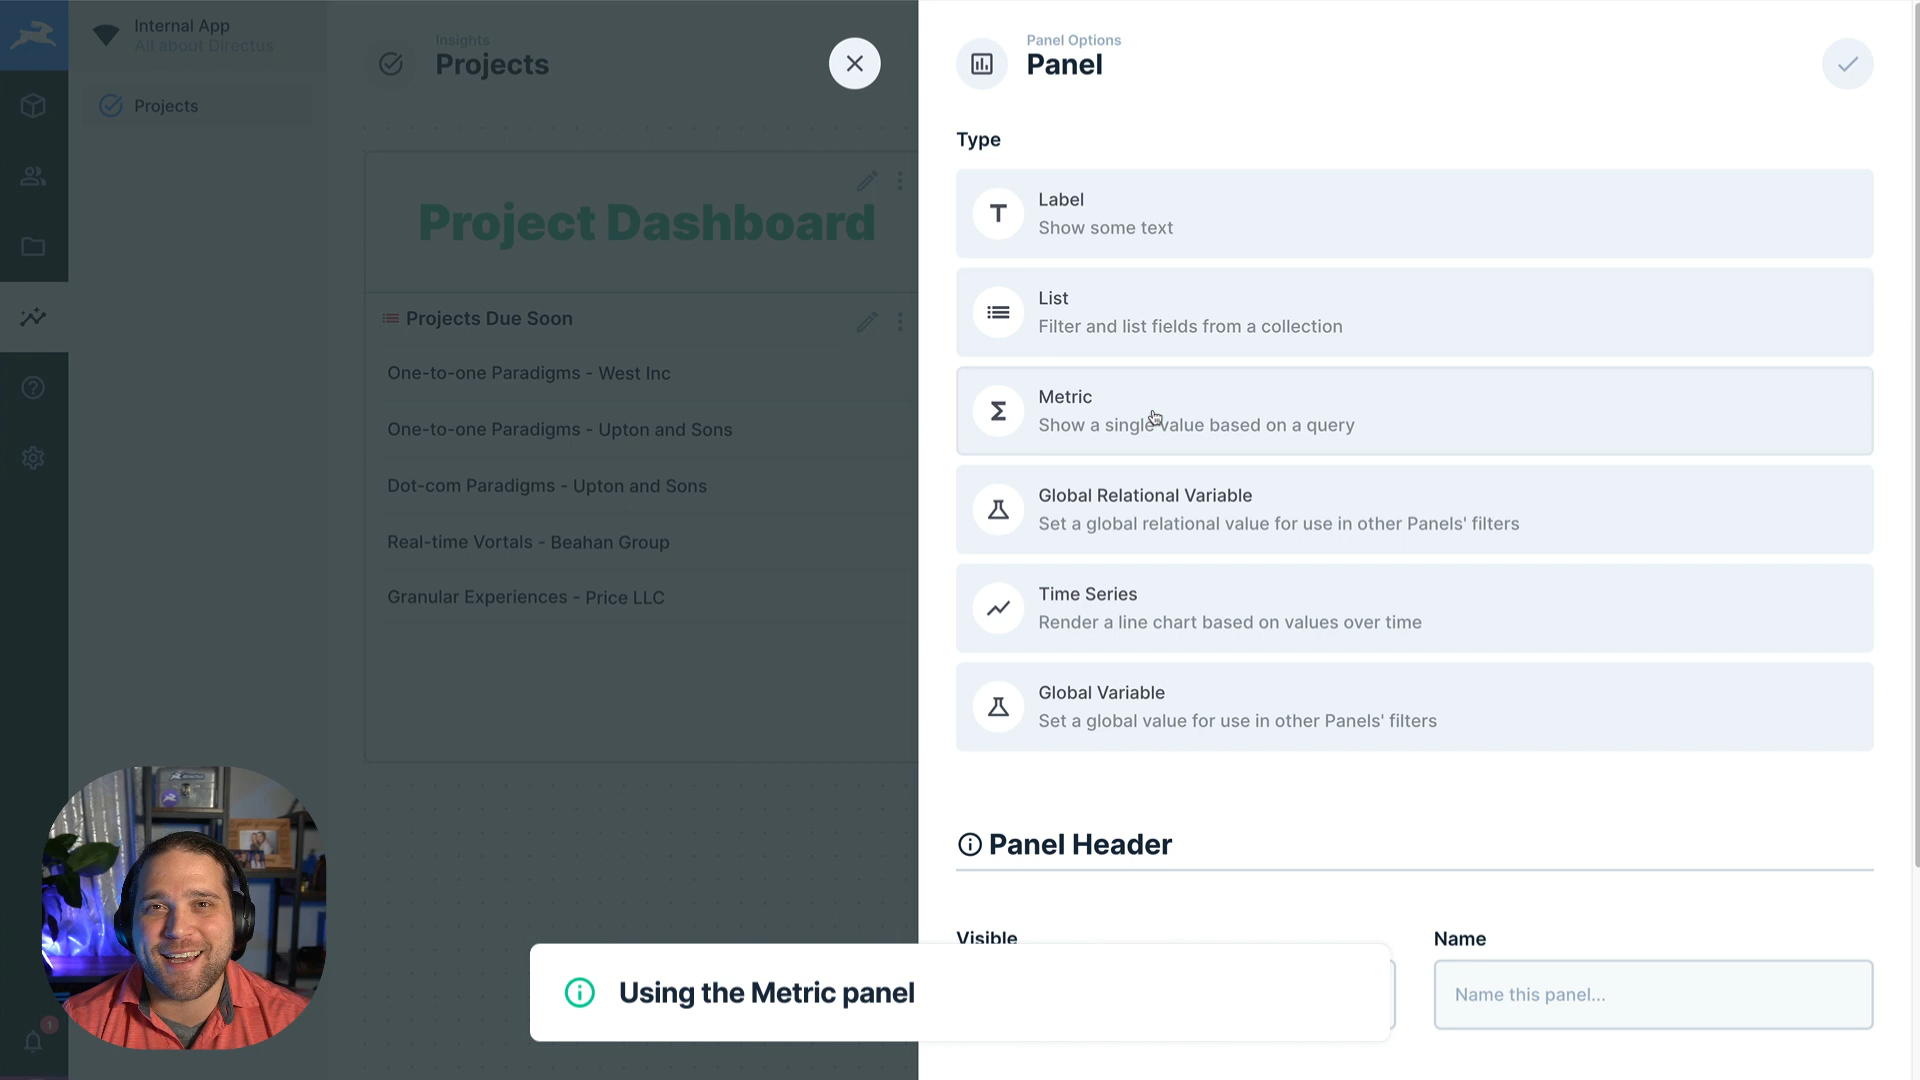 Internal App
All about Directus
Projects
Insights
Projects
Project Dashboard
Projects Due Soon
One-to-one Paradigms - West Inc
One-to-one Paradigms - Upton and Sons
Dot-com Paradigms - Upton and Sons
Real-time Vortals - Beahan Group
Granular Experiences - Price LLC
1
Panel Options
Panel
Type
T
Label
Show some text
List
Filter and list fields from a collection
Σ
Metric
Show a single value based on a query
Global Relational Variable
Set a global relational value for use in other Panels' filters
Time Series
Render a line chart based on values over time
Global Variable
Set a global value for use in other Panels' filters
Panel Header
Visible
Name
Name this panel...
Using the Metric panel